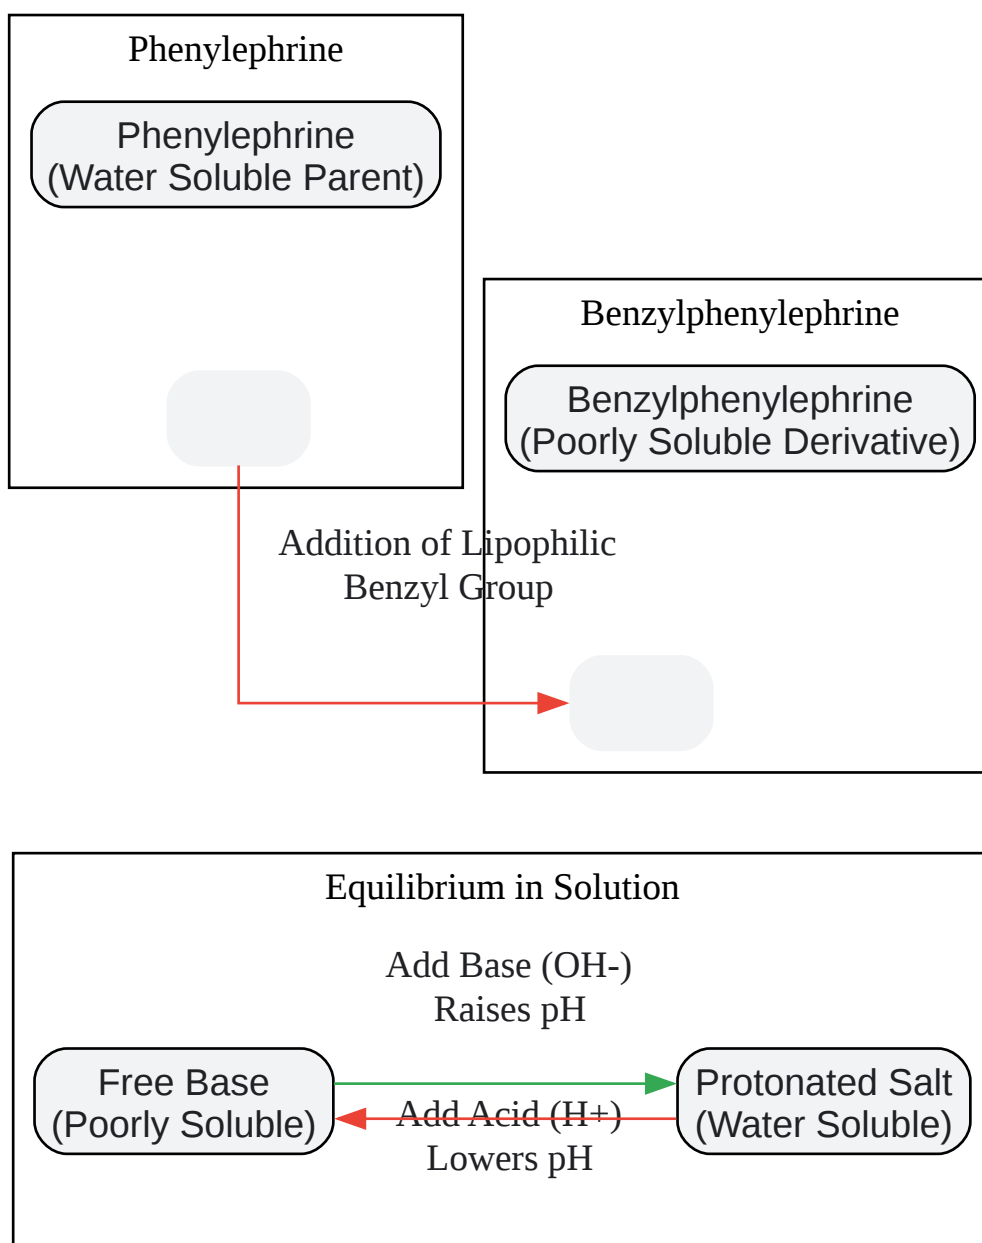 Phenylephrine
Phenylephrine
(Water Soluble Parent)
Benzylphenylephrine
Benzylphenylephrine
(Poorly Soluble Derivative)
Addition of Lipophilic
Benzyl Group
Equilibrium in Solution
Add Base (OH-)
Raises pH
Free Base
(Poorly Soluble)
Protonated Salt
(Water Soluble)
Add Acid (H+)
Lowers pH